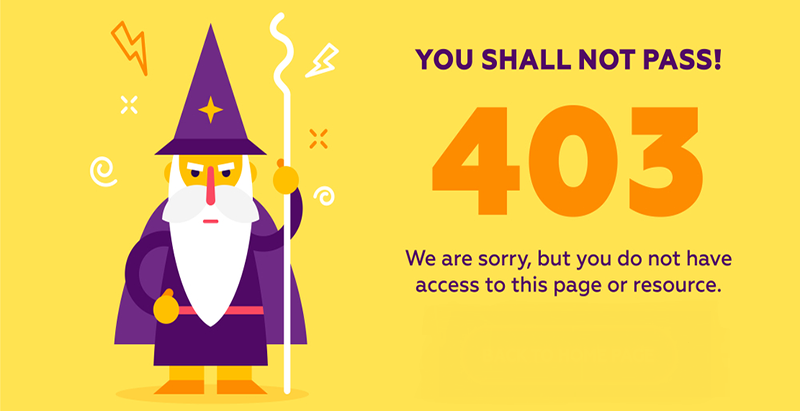 YOU SHALL NOT PASS!
403
We are sorry, but you do not have
access to this page or resource.